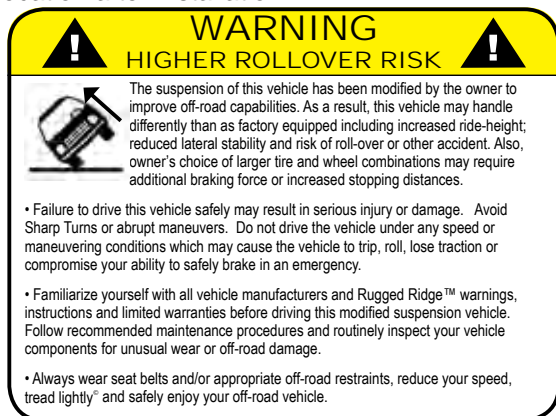 WARNING
HIGHER ROLLOVER RISK
The suspension of this vehicle has been modified by the owner to
improve off-road capabilities. As a result, this vehicle may handle
differently than as factory equipped including increased ride-height;
reduced lateral stability and risk of roll-over or other accident. Also,
owner's choice of larger tire and wheel combinations may require
additional braking force or increased stopping distances.
• Failure to drive this vehicle safely may result in serious injury or damage. Avoid
Sharp Turns or abrupt maneuvers. Do not drive the vehicle under any speed or
maneuvering conditions which may cause the vehicle to trip, roll, lose traction or
compromise your ability to safely brake in an emergency.
• Familiarize yourself with all vehicle manufacturers and Rugged Ridge™ warnings,
instructions and limited warranties before driving this modified suspension vehicle.
Follow recommended maintenance procedures and routinely inspect your vehicle
components for unusual wear or off-road damage.
• Always wear seat belts and/or appropriate off-road restraints, reduce your speed,
tread lightly© and safely enjoy your off-road vehicle.